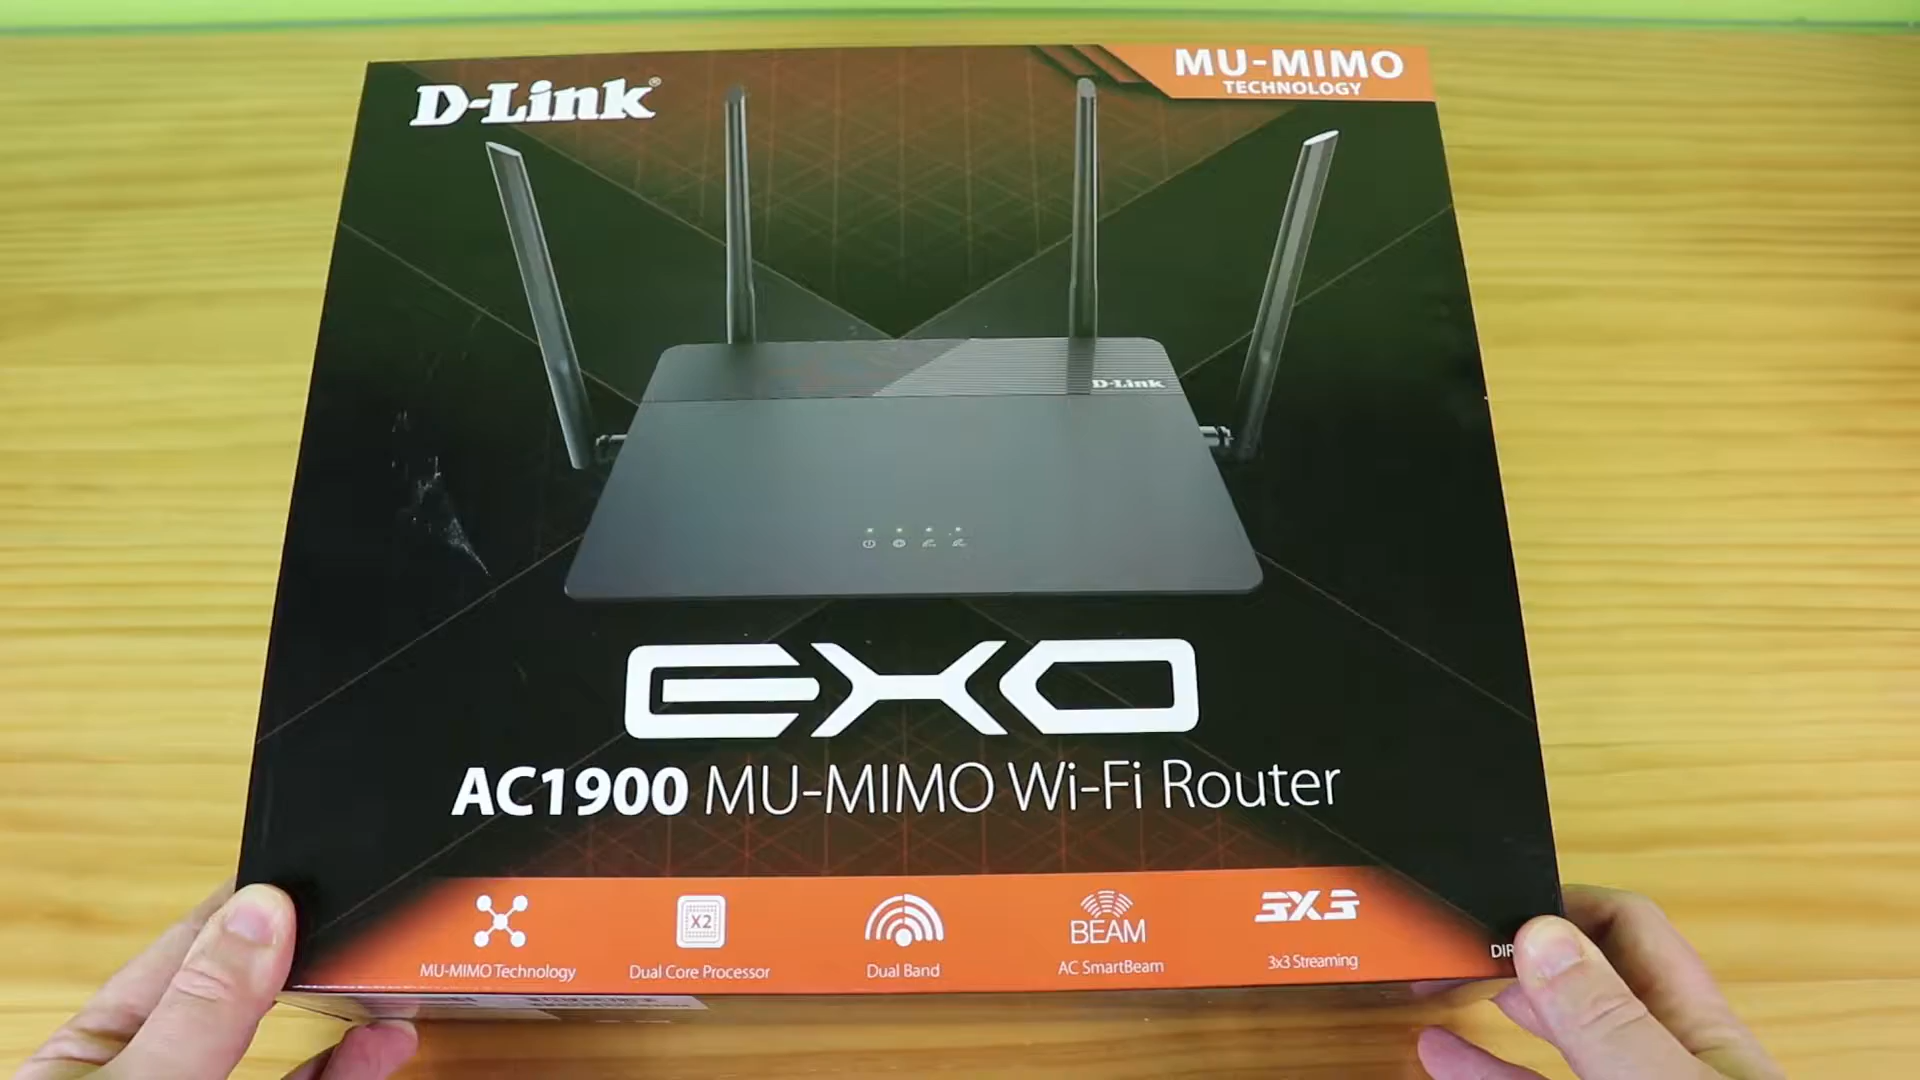 D-Link®
MU-MIMO
TECHNOLOGY
D-Link
EXO
AC1900 MU-MIMO Wi-Fi Router
X2
BEAM
3X3
MU-MIMO Technology
Dual Core Processor
Dual Band
AC SmartBeam
3x3 Streaming
DIR